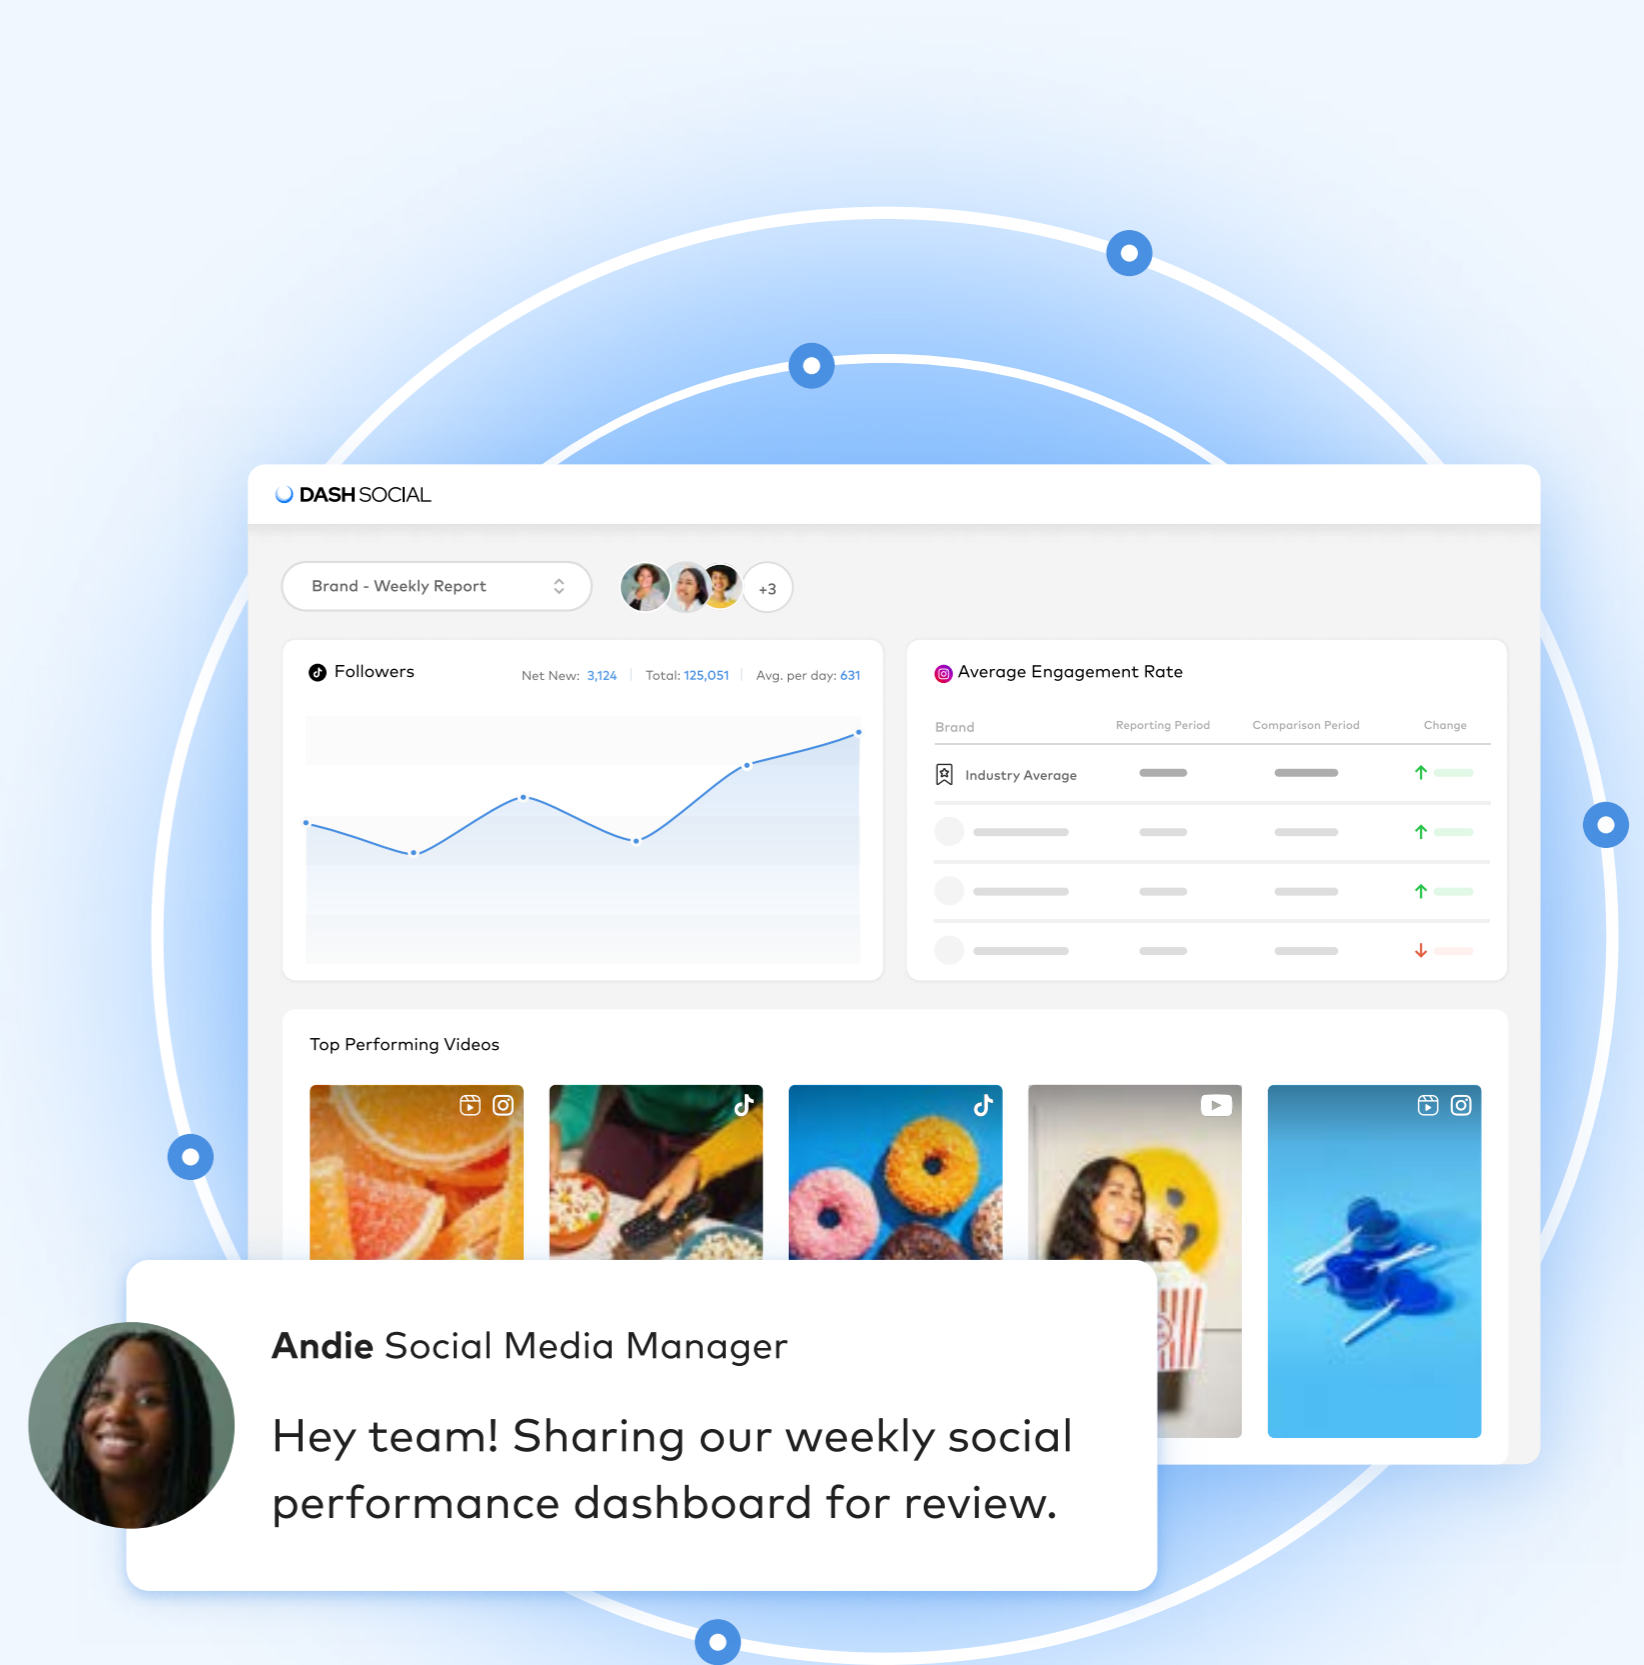 DASH SOCIAL
Brand - Weekly Report
+3
Followers
Net New: 3,124
Total: 125,051
Avg. per day: 631
Average Engagement Rate
Brand
Reporting Period
Comparison Period
Change
Industry Average
Top Performing Videos
Andie Social Media Manager
Hey team! Sharing our weekly social
performance dashboard for review.